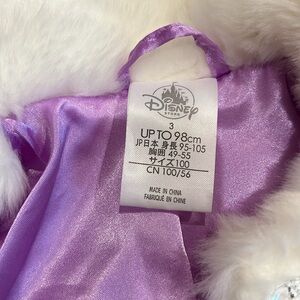 Disney
STORE
3
UP TO 98cm
JP日本 身長 95-105
胸囲 49-55
サイズ100
CN 100/56
MADE IN CHINA
FABRIQUÉ EN CHINE